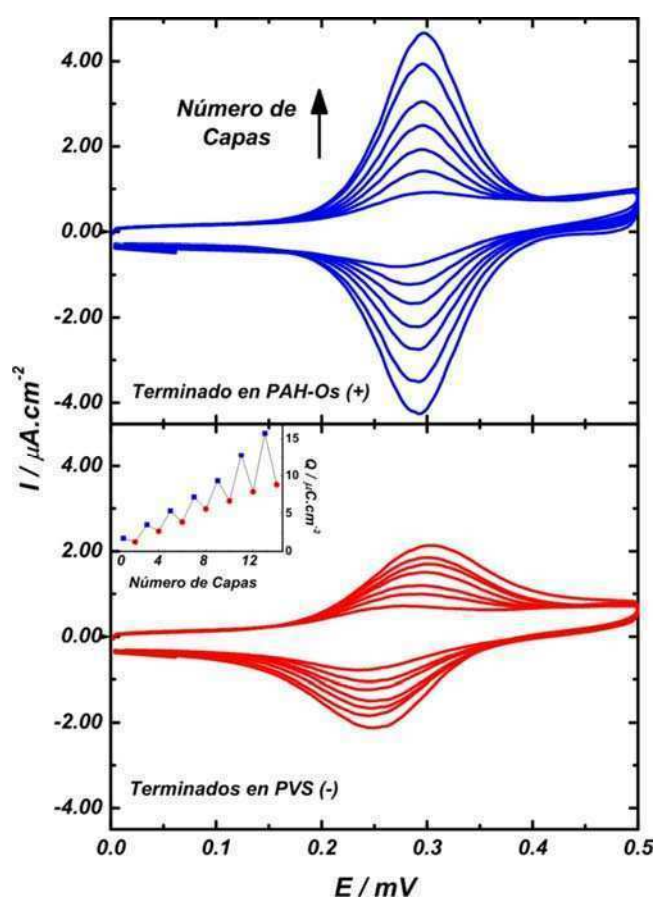 4.00
Número de
Capas
2.00
0.00
-2.00
Terminado en PAH-Os (+)
-4.00
I / μA.cm-2
15
10
5
0
Q / μC.cm-2
0 4 8 12
Número de Capas
4.00
2.00
0.00
-2.00
Terminados en PVS (-)
-4.00
0.0 0.1 0.2 0.3 0.4 0.5
E / mV